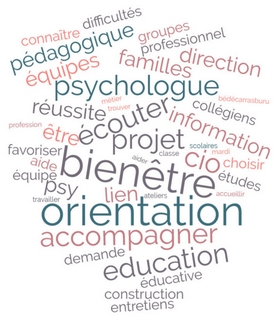 difficultés
connaître groupes
pédagogique professionnel
équipes familles direction
psychologue
métier bédécarrasburu
réussite trouver collégiens
profession être écouter information
favoriser projet scolaires
aide bienetre classe cio mardi choisir
équipe psy aider études
travailler lien ateliers accueillir
orientation
accompagner
demande education
éducative
construction
entretiens